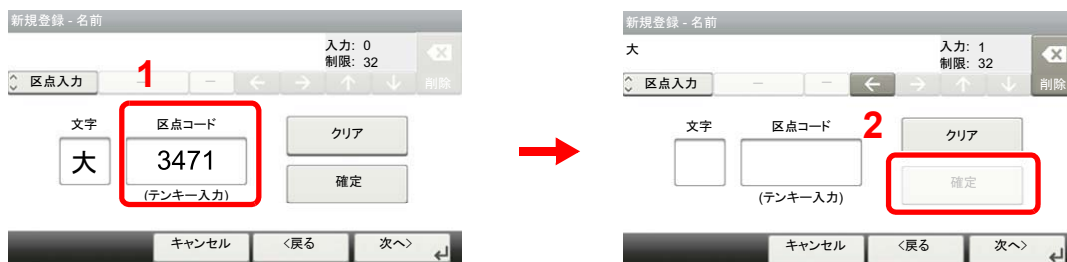 新規登録 - 名前
入力: 0
制限: 32
区点入力
1
削除
文字
区点コード
大
3471
(テンキー入力)
クリア
確定
キャンセル
<戻る
次へ>
新規登録 - 名前
大
入力: 1
制限: 32
区点入力
削除
文字
区点コード
2
(テンキー入力)
クリア
確定
キャンセル
<戻る
次へ>